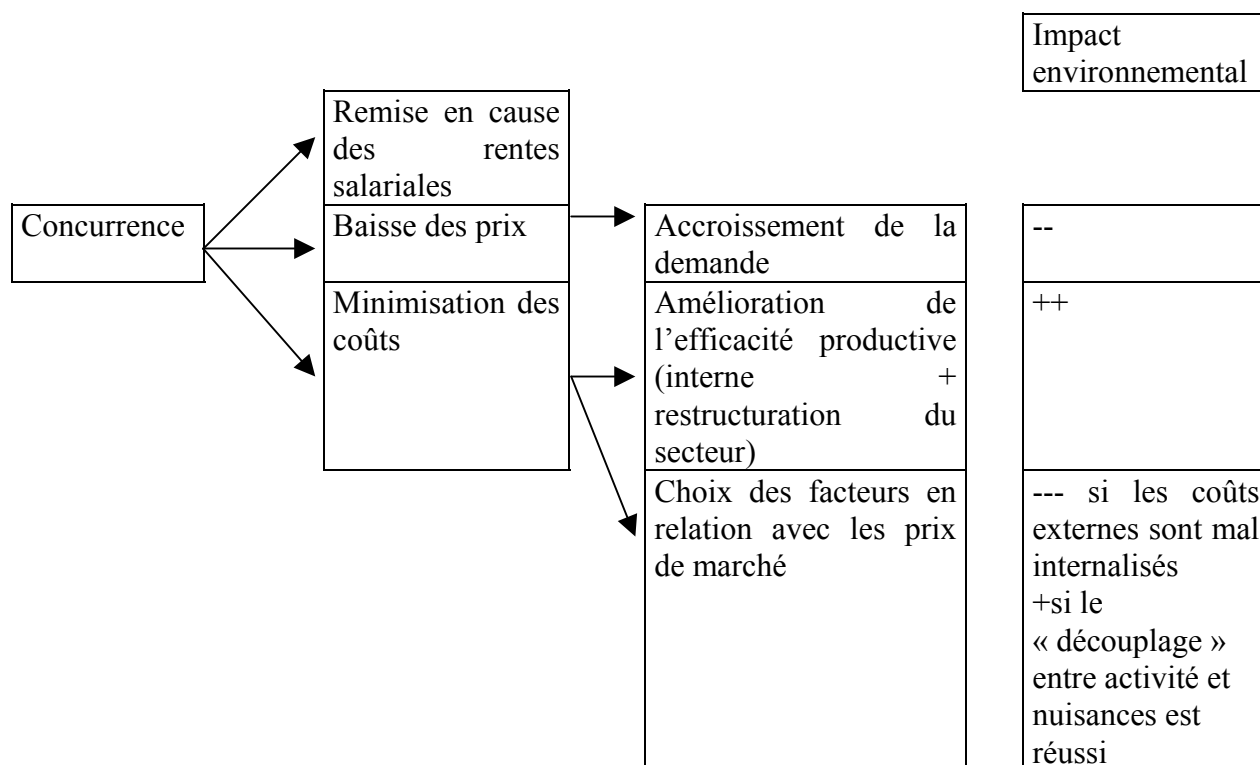 Impact
environnemental
Remise en cause
des rentes
salariales
Concurrence
Baisse des prix
Accroissement de la
demande
--
Minimisation des
coûts
Amélioration de
l’efficacité productive
(interne +
restructuration du
secteur)
++
Choix des facteurs en
relation avec les prix
de marché
--- si les coûts
externes sont mal
internalisés
+si le
« découplage »
entre activité et
nuisances est
réussi